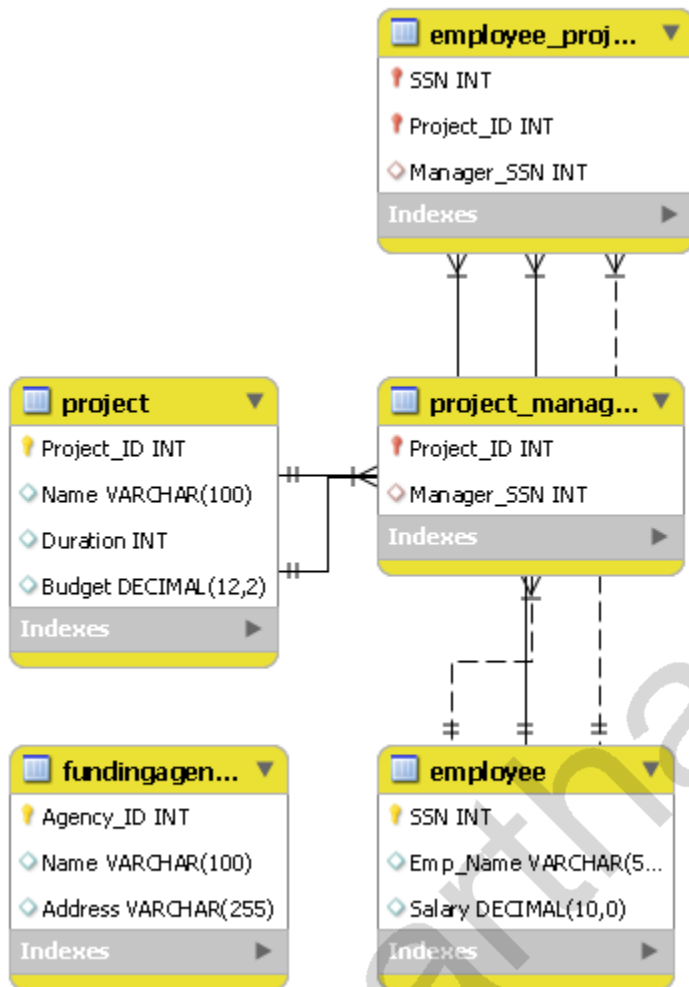 employee_proj...
SSN INT
Project_ID INT
Manager_SSN INT
Indexes
project
Project_ID INT
Name VARCHAR(100)
Duration INT
Budget DECIMAL(12,2)
Indexes
project_manag...
Project_ID INT
Manager_SSN INT
Indexes
fundingagen...
Agency_ID INT
Name VARCHAR(100)
Address VARCHAR(255)
Indexes
employee
SSN INT
Emp_Name VARCHAR(5...
Salary DECIMAL(10,0)
Indexes